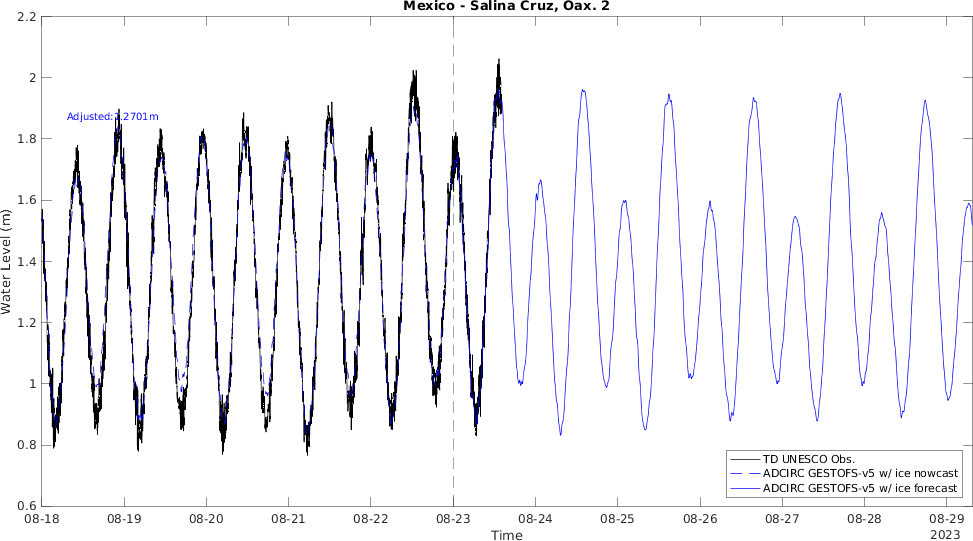 Mexico - Salina Cruz, Oax. 2
2.2
2
1.8
1.6
1.4
1.2
1
0.8
0.6
Water Level (m)
Adjusted:1.2701m
TD UNESCO Obs.
ADCIRC GESTOFS-v5 w/ ice nowcast
ADCIRC GESTOFS-v5 w/ ice forecast
08-18 08-19 08-20 08-21 08-22 08-23 08-24 08-25 08-26 08-27 08-28 08-29
2023
Time